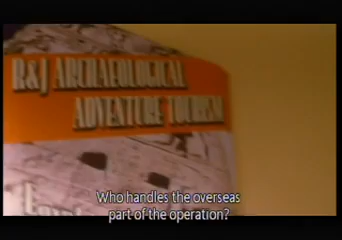 R&J ARCHAEOLOGICAL
ADVENTURE TOURISM
Who handles the overseas
part of the operation?